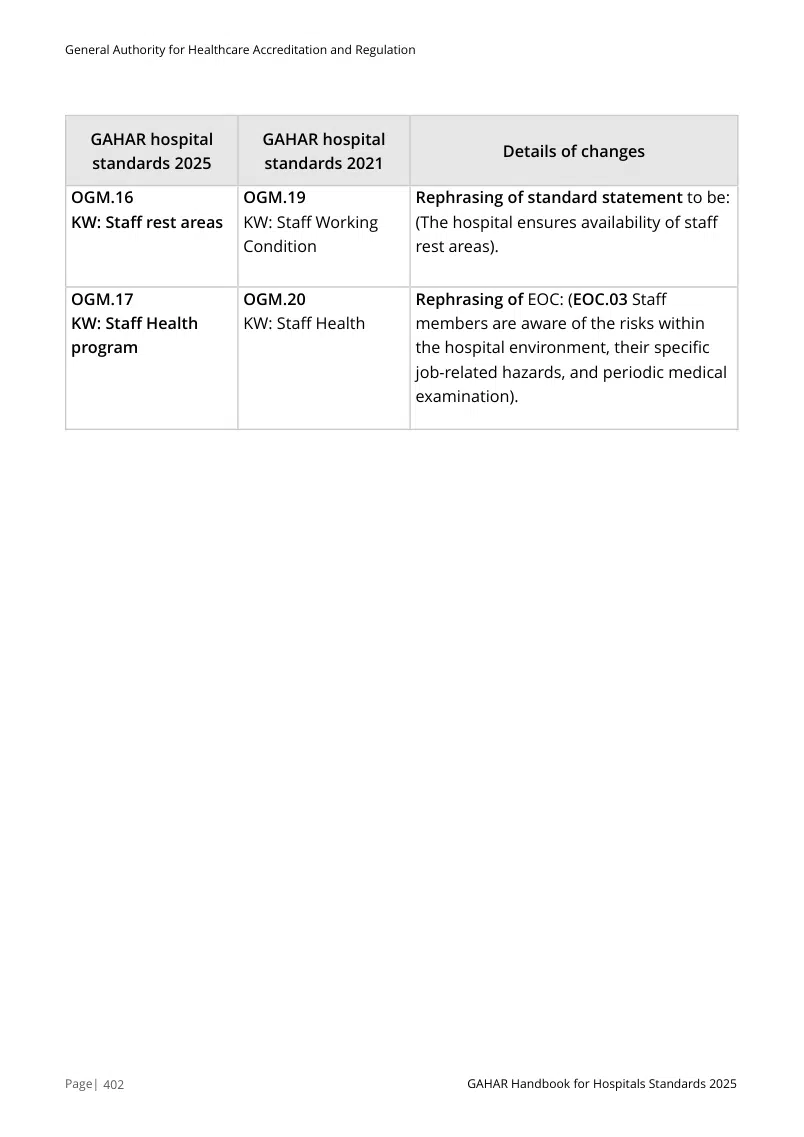 General Authority for Healthcare Accreditation and Regulation
GAHAR hospital
standards 2025
GAHAR hospital
standards 2021
Details of changes
OGM.16
KW: Staff rest areas
OGM.19
KW: Staff Working
Condition
Rephrasing of standard statement to be:
(The hospital ensures availability of staff
rest areas).
OGM.17
KW: Staff Health
program
OGM.20
KW: Staff Health
Rephrasing of EOC: (EOC.03 Staff
members are aware of the risks within
the hospital environment, their specific
job-related hazards, and periodic medical
examination).
Page| 402
GAHAR Handbook for Hospitals Standards 2025